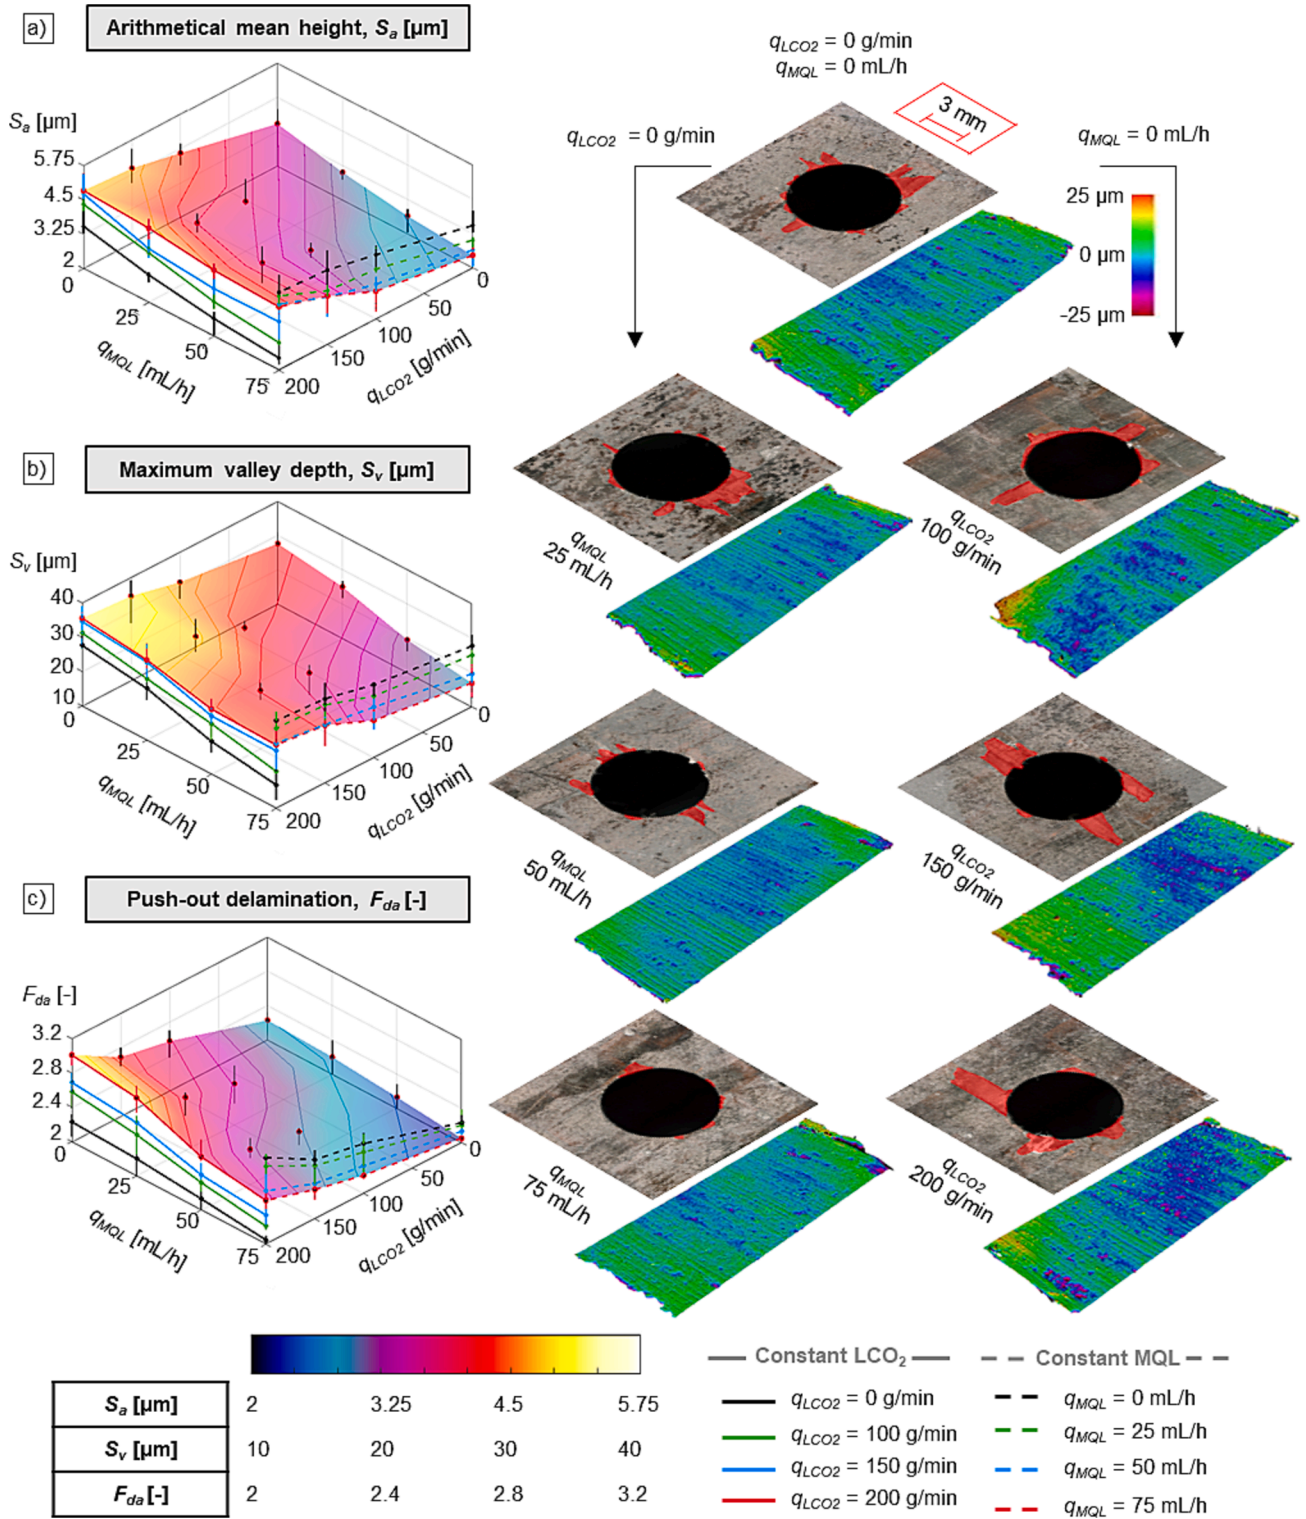 a)
Arithmetical mean height, Sa [µm]
Sa [µm]
5.75
4.5
3.25
2
0
25
50
75
qMQL [mL/h]
200
150
100
50
0
qLCO2 [g/min]
b)
Maximum valley depth, Sv [µm]
Sv [µm]
40
30
20
10
0
25
50
75
qMQL [mL/h]
200
150
100
50
0
qLCO2 [g/min]
c)
Push-out delamination, Fda [-]
Fda [-]
3.2
2.8
2.4
2
0
25
50
75
qMQL [mL/h]
200
150
100
50
0
qLCO2 [g/min]
qLCO2 = 0 g/min
qMQL = 0 mL/h
3 mm
qLCO2 = 0 g/min
qMQL = 0 mL/h
25 µm
0 µm
-25 µm
qMQL
25 mL/h
qLCO2
100 g/min
qMQL
50 mL/h
qLCO2
150 g/min
qMQL
75 mL/h
qLCO2
200 g/min
Sa [µm] 2 3.25 4.5 5.75
Sv [µm] 10 20 30 40
Fda [-] 2 2.4 2.8 3.2
Constant LCO2
qLCO2 = 0 g/min
qLCO2 = 100 g/min
qLCO2 = 150 g/min
qLCO2 = 200 g/min
Constant MQL
qMQL = 0 mL/h
qMQL = 25 mL/h
qMQL = 50 mL/h
qMQL = 75 mL/h